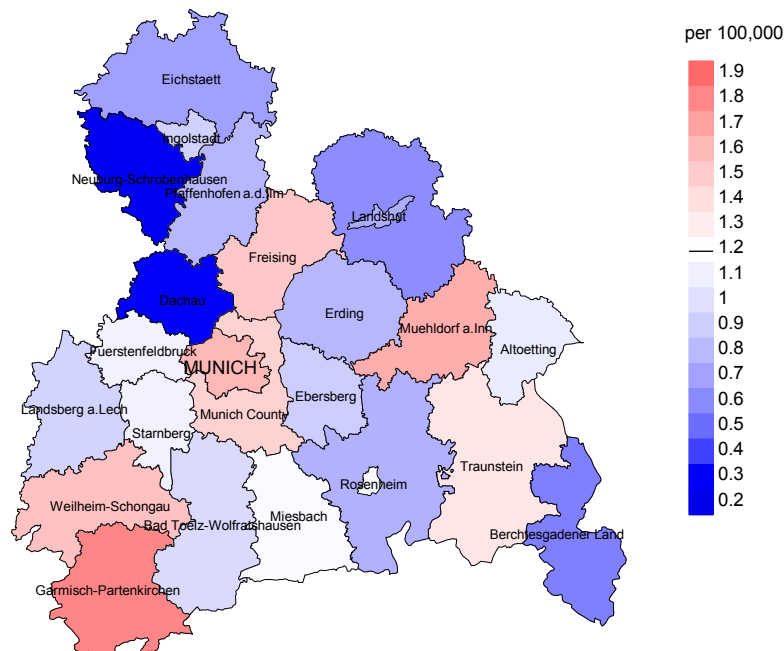 per 100,000
1.9
1.8
1.7
1.6
1.5
1.4
1.3
1.2
1.1
1
0.9
0.8
0.7
0.6
0.5
0.4
0.3
0.2
Eichstaett
Ingolstadt
Neuburg-Schrobenhausen
Pfaffenhofen a.d.Ilm
Landshut
Freising
Dachau
Erding
Muehldorf a.Inn
Fuerstenfeldbruck
Altoetting
MUNICH
Ebersberg
Landsberg a.Lech
Munich County
Starnberg
Traunstein
Rosenheim
Weilheim-Schongau
Miesbach
Bad Toelz-Wolfratshausen
Berchtesgadener Land
Garmisch-Partenkirchen